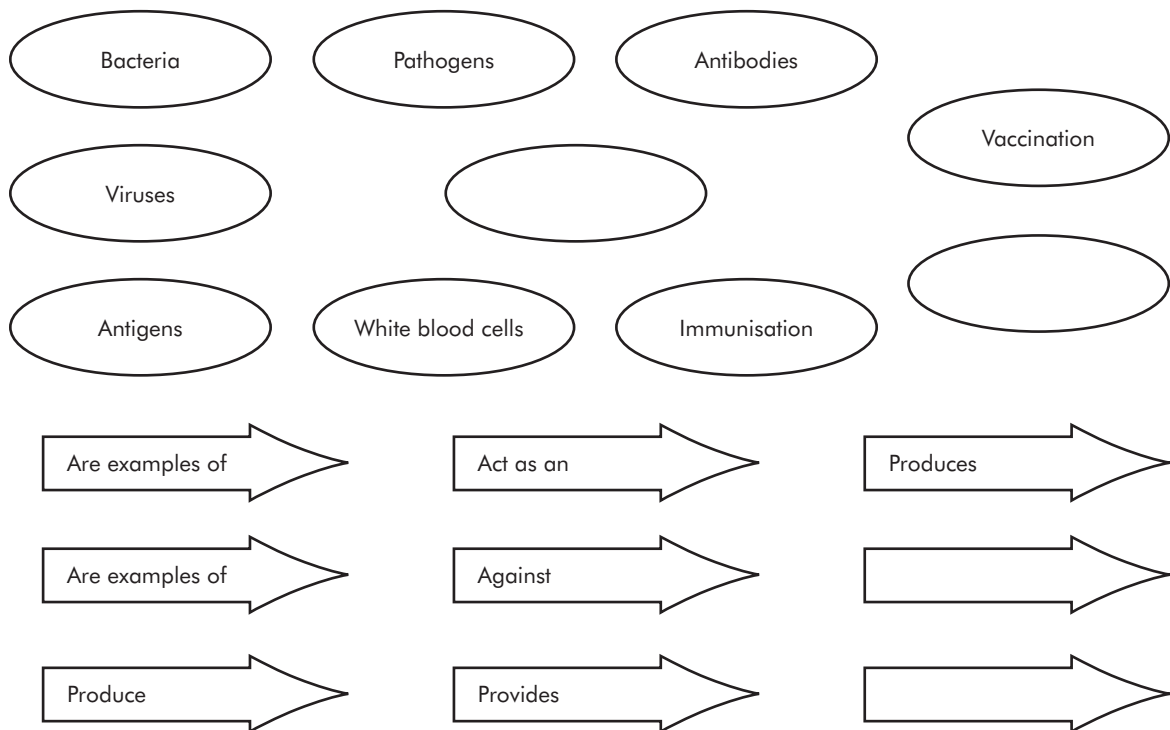 Bacteria
Pathogens
Antibodies
Vaccination
Viruses
Antigens
White blood cells
Immunisation
Are examples of
Act as an
Produces
Are examples of
Against
Produce
Provides